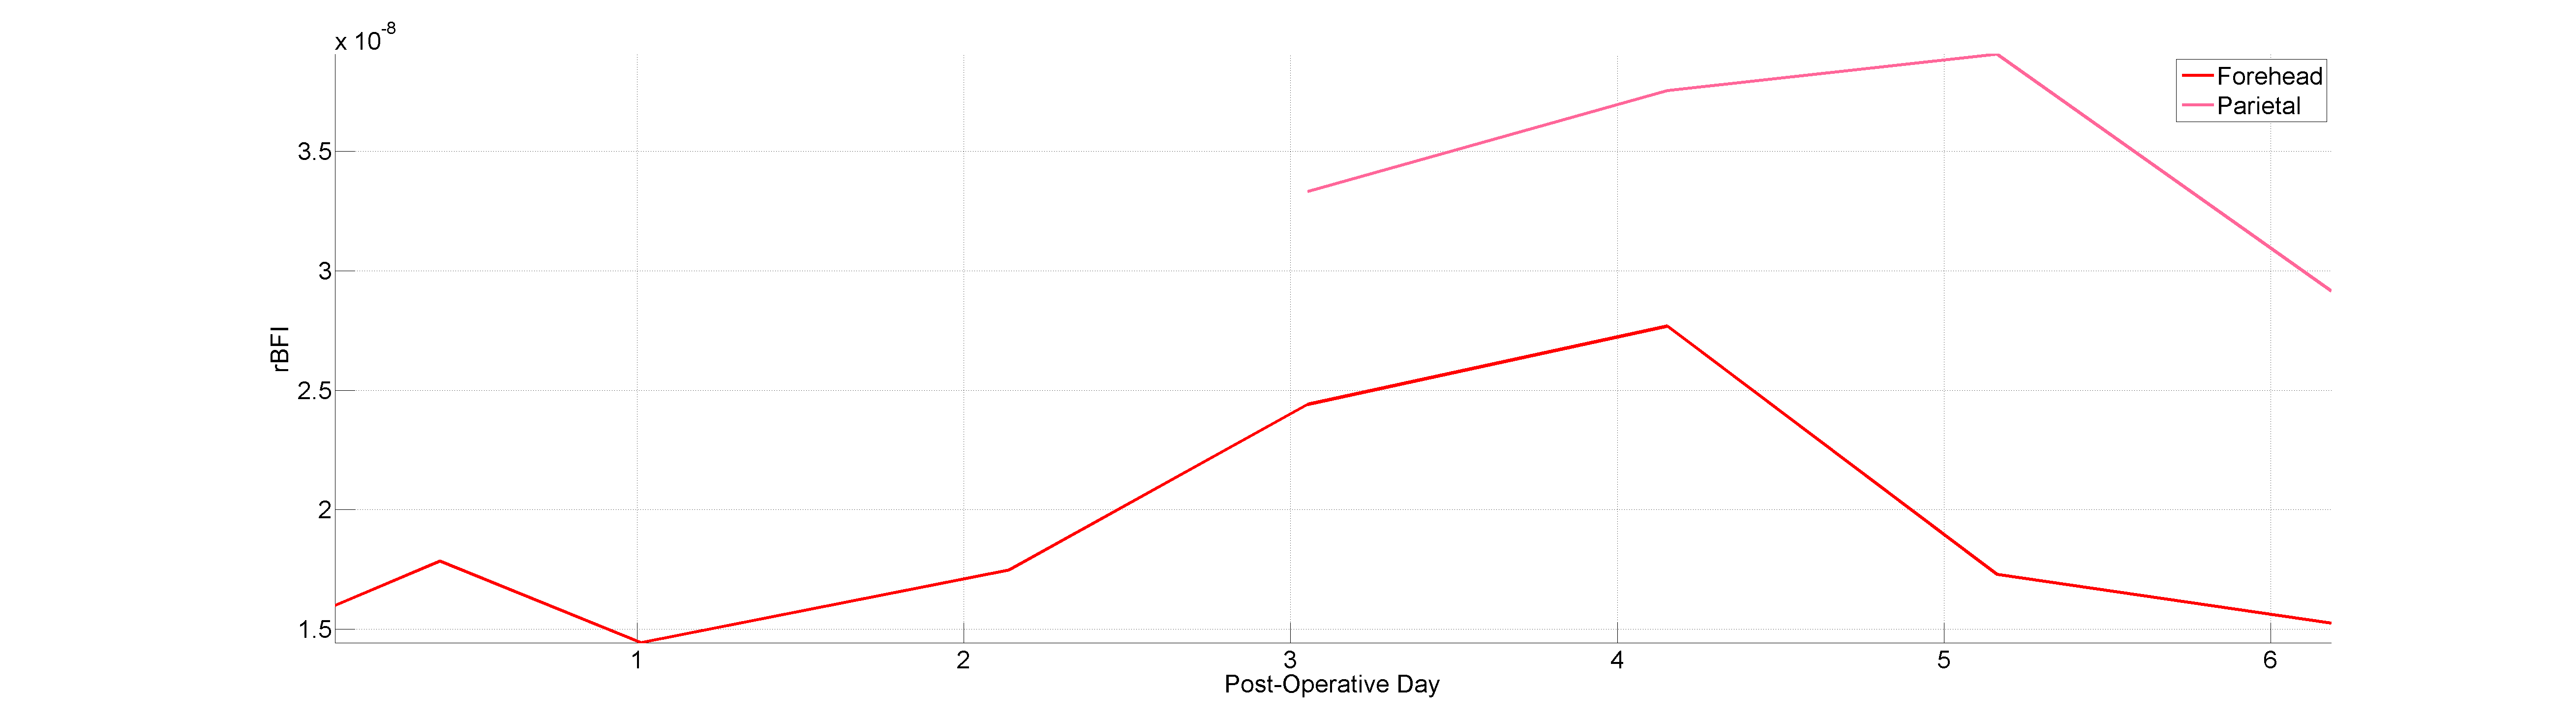 x 10-8
Forehead
Parietal
3.5
3
2.5
2
1.5
rBFI
1 2 3 4 5 6
Post-Operative Day